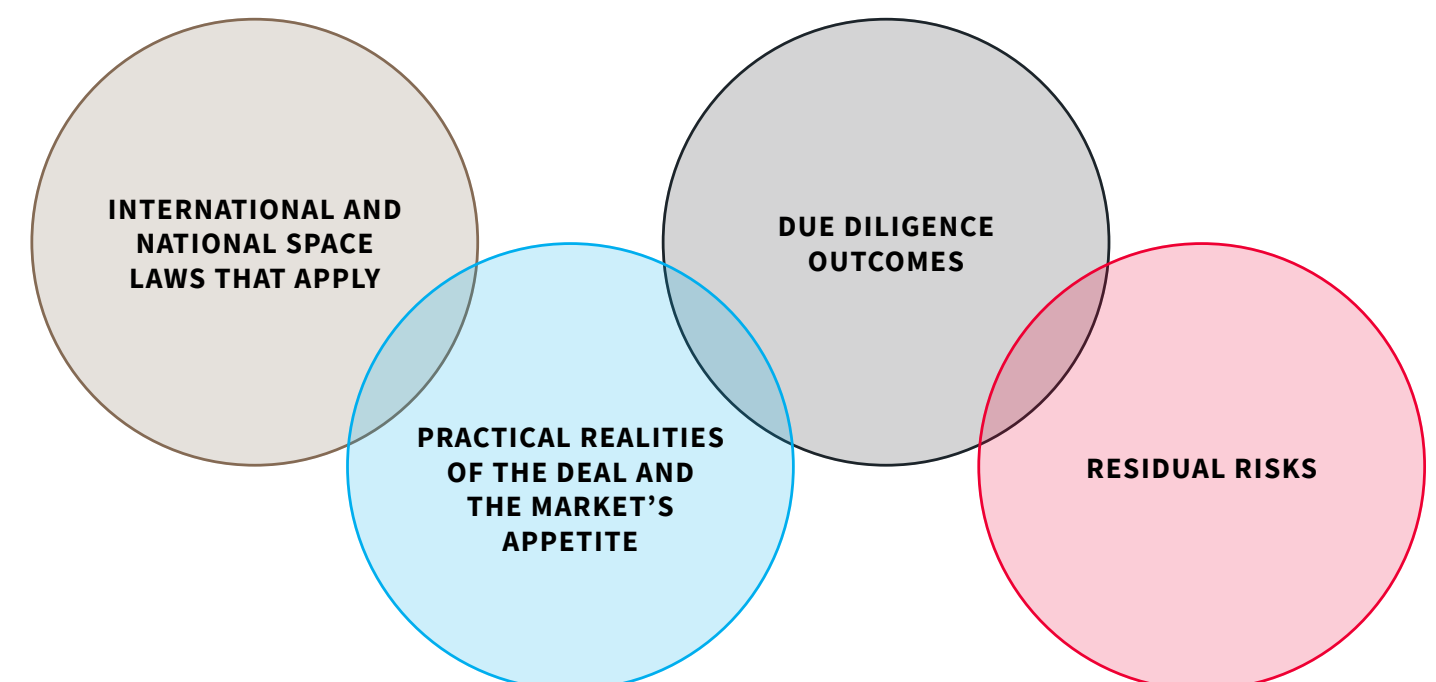 INTERNATIONAL AND
NATIONAL SPACE
LAWS THAT APPLY
PRACTICAL REALITIES
OF THE DEAL AND
THE MARKET’S
APPETITE
DUE DILIGENCE
OUTCOMES
RESIDUAL RISKS